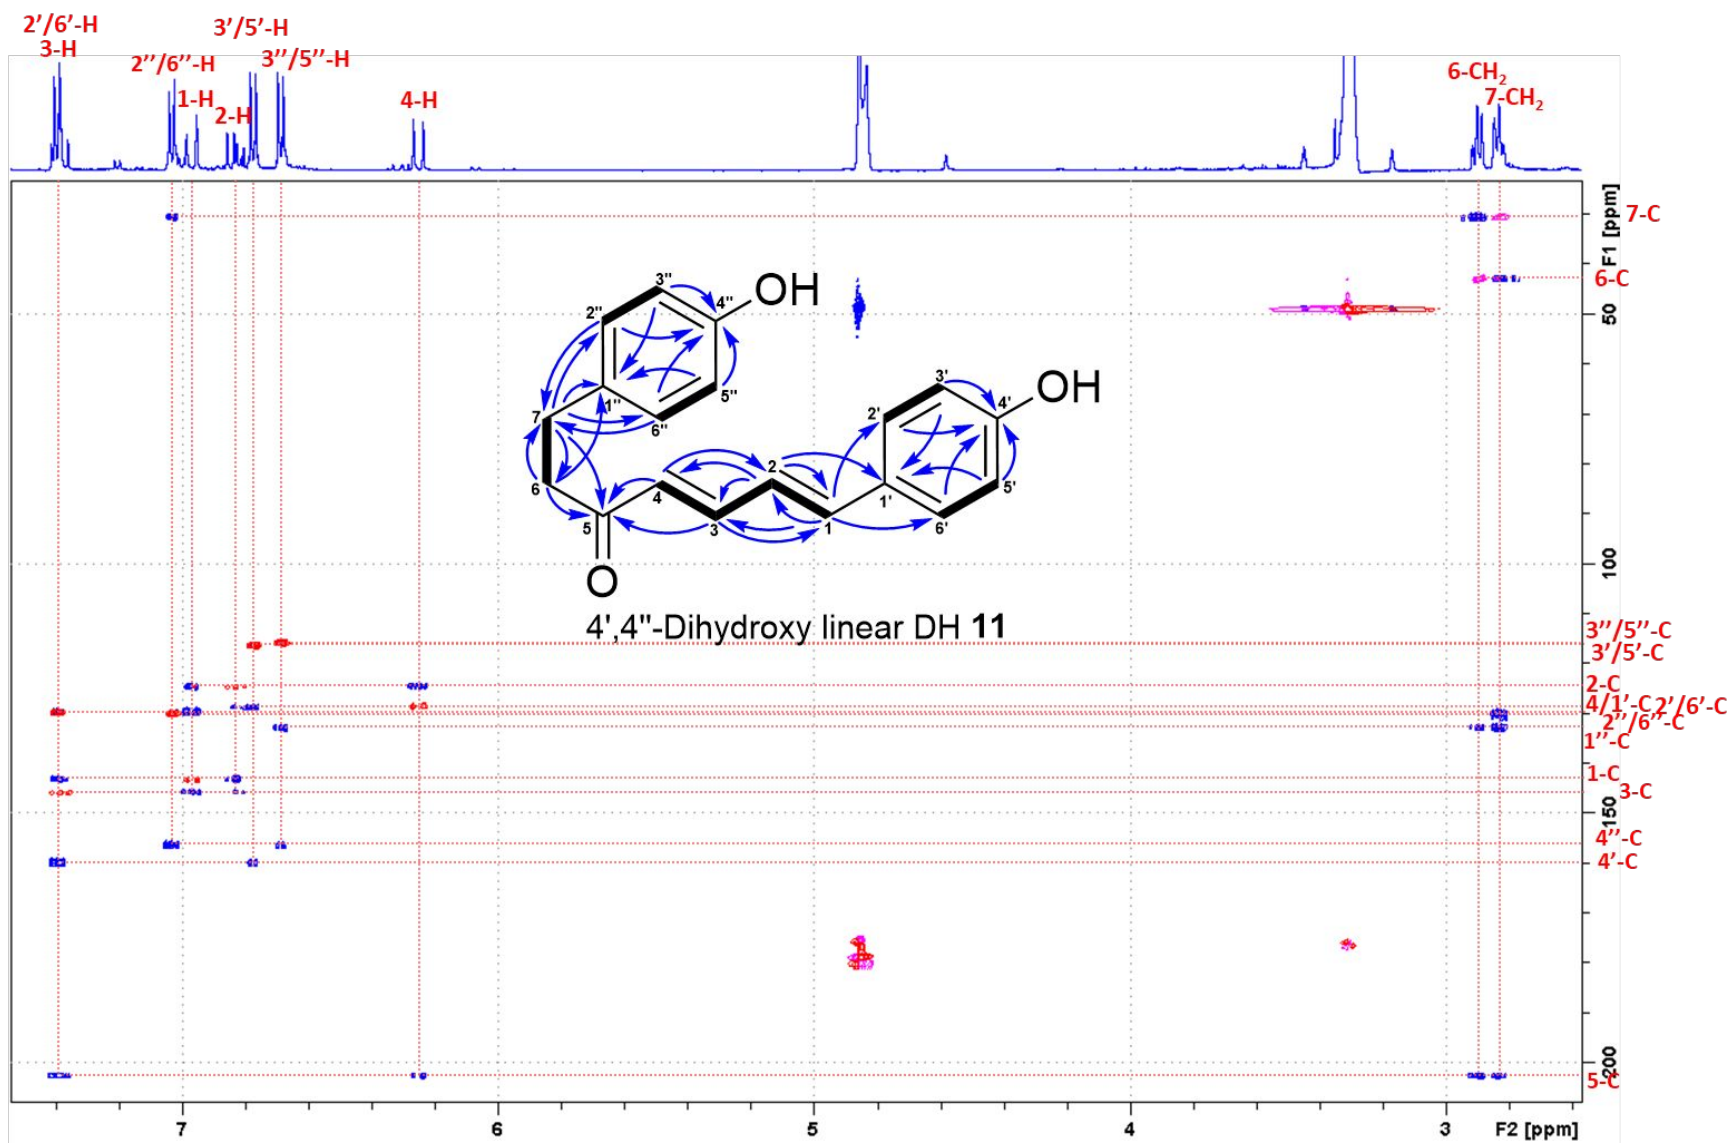 2’/6’-H
3-H
2’’/6’’-H
1-H
2-H
3’/5’-H
3’’/5’’-H
4-H
6-CH2
7-CH2
F1 [ppm]
7-C
6-C
50
3''
OH
4''
2''
5''
1''
6''
7
6
5
O
4
3
2
1
3'
OH
4'
2'
1'
5'
6'
4',4''-Dihydroxy linear DH 11
100
3’’/5’’-C
3’/5’-C
2-C
4/1’-C
2’/6’-C
2’’/6’’-C
1’’-C
1-C
3-C
150
4’’-C
4’-C
200
5-C
7
6
5
4
3
F2 [ppm]